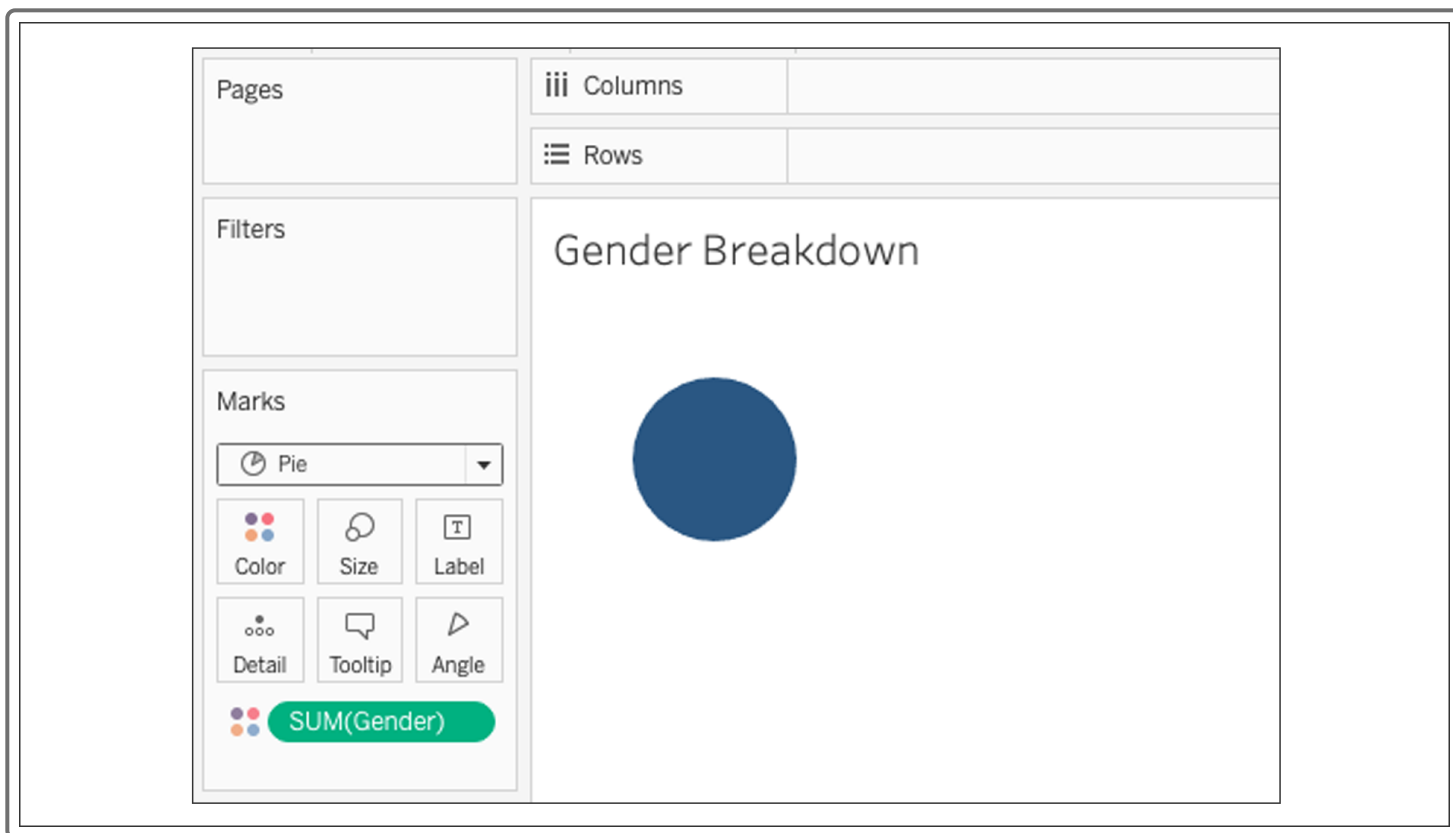 Pages
Columns
Rows
Filters
Gender Breakdown
Marks
Pie
Color Size Label
Detail Tooltip Angle
SUM(Gender)